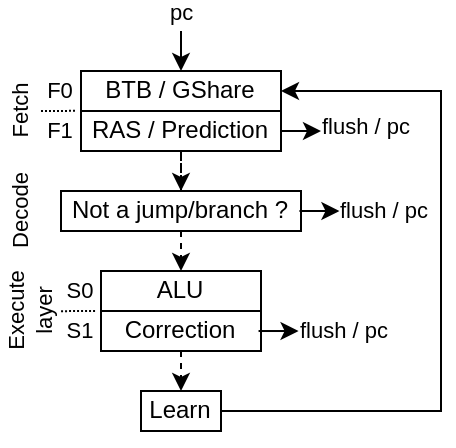 pc
Fetch
F0
BTB / GShare
F1
RAS / Prediction
flush / pc
Decode
Not a jump/branch ?
flush / pc
Execute
layer
S0
ALU
S1
Correction
flush / pc
Learn